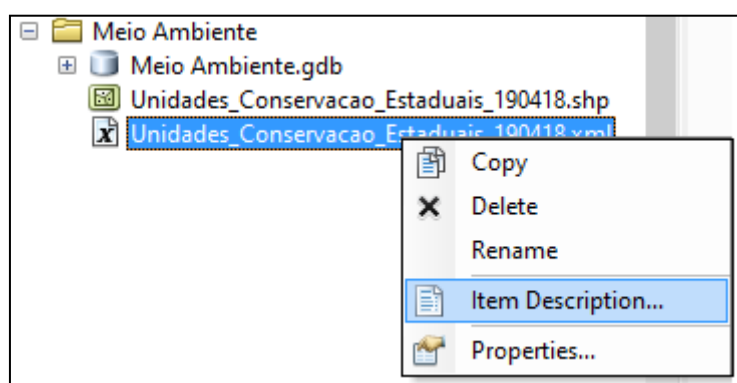 Meio Ambiente
Meio Ambiente.gdb
Unidades_Conservacao_Estaduais_190418.shp
Unidades_Conservacao_Estaduais_190418.xml
Copy
Delete
Rename
Item Description...
Properties...